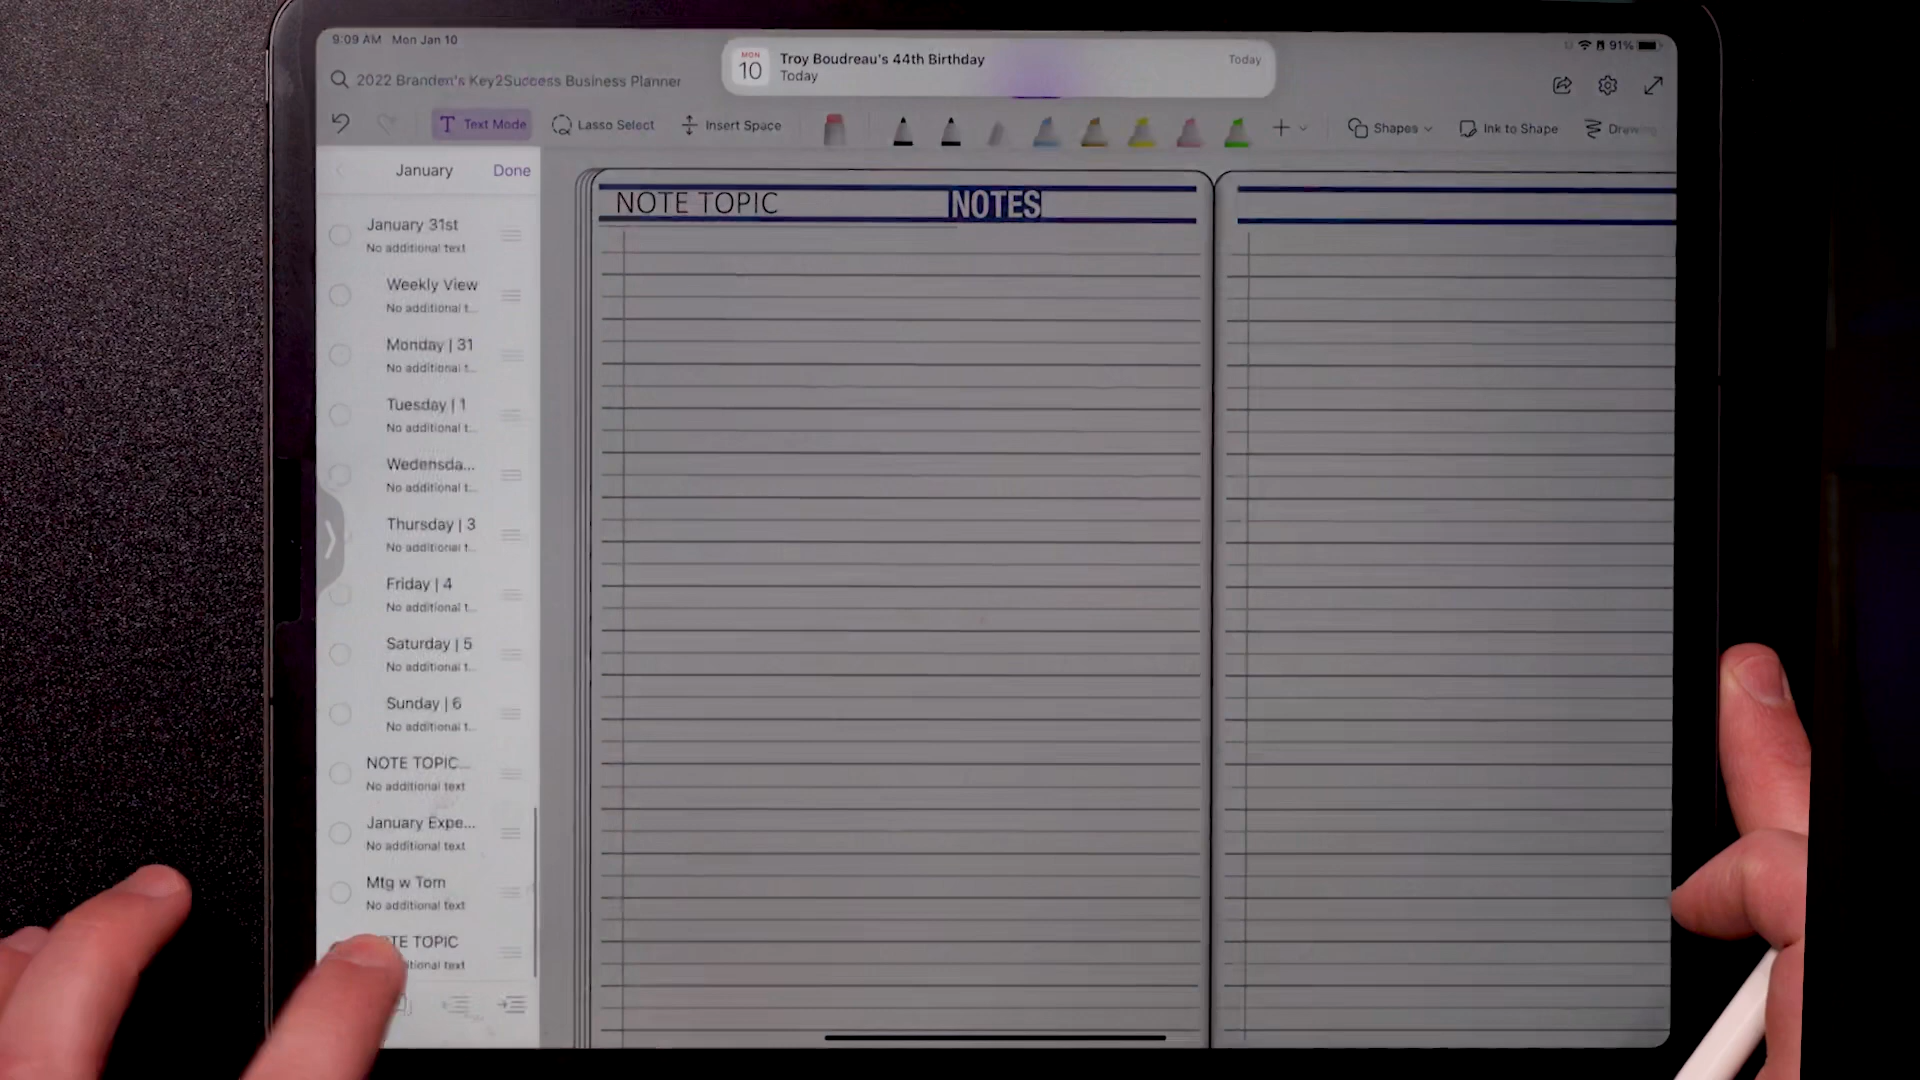 9:09 AM Mon Jan 10
91%
MON
10
Troy Boudreau's 44th Birthday
Today
Today
2022 Branden's Key2Success Business Planner
Text Mode
Lasso Select
Insert Space
Shapes
Ink to Shape
Drawing
January
Done
January 31st
No additional text
Weekly View
No additional t...
Monday | 31
No additional t...
Tuesday | 1
No additional t...
Wedensda...
No additional t...
Thursday | 3
No additional t...
Friday | 4
No additional t...
Saturday | 5
No additional t...
Sunday | 6
No additional t...
NOTE TOPIC...
No additional text
January Expe...
No additional text
Mtg w Tom
No additional text
TE TOPIC
itional text
NOTE TOPIC
NOTES